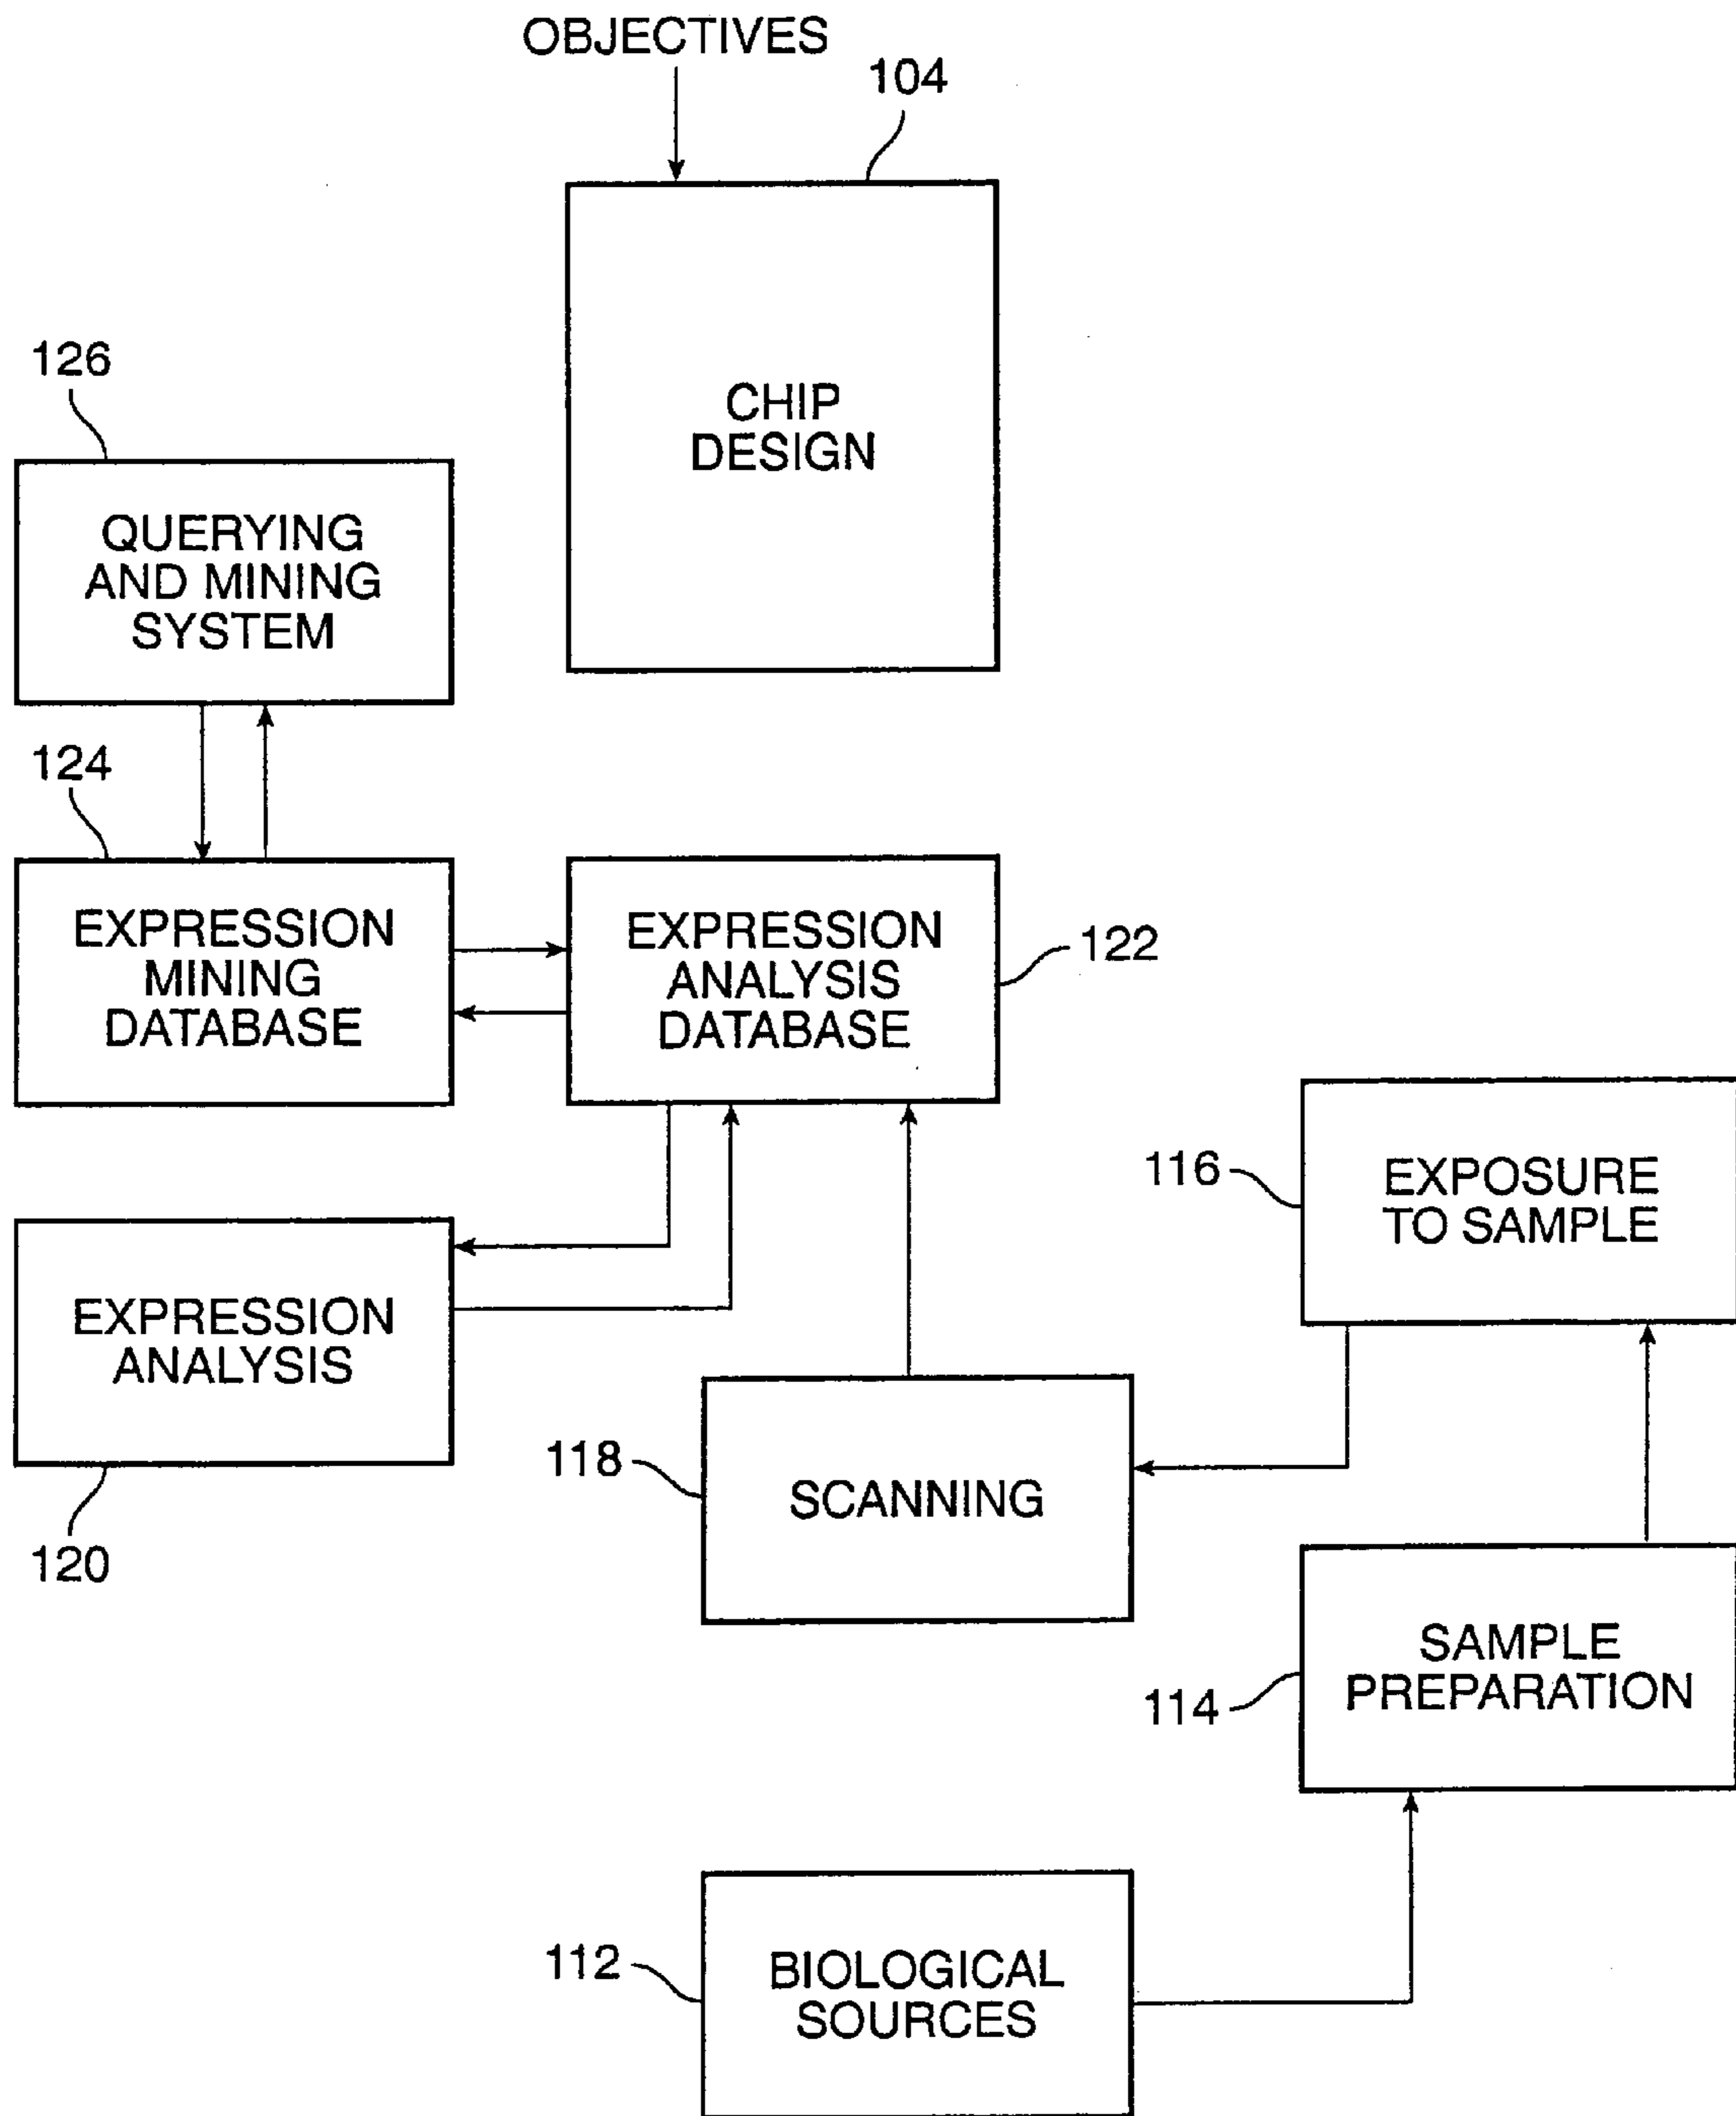 OBJECTIVES
104
CHIP
DESIGN
126
QUERYING
AND MINING
SYSTEM
124
EXPRESSION
MINING
DATABASE
EXPRESSION
ANALYSIS
DATABASE
122
116
EXPOSURE
TO SAMPLE
EXPRESSION
ANALYSIS
120
118
SCANNING
114
SAMPLE
PREPARATION
112
BIOLOGICAL
SOURCES